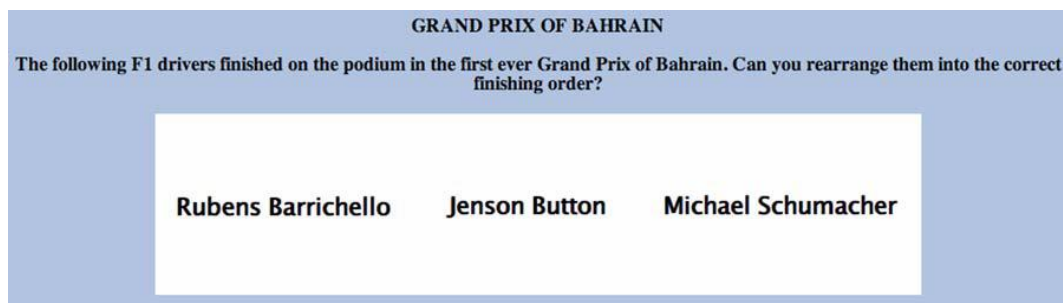 GRAND PRIX OF BAHRAIN
The following F1 drivers finished on the podium in the first ever Grand Prix of Bahrain. Can you rearrange them into the correct
finishing order?
Rubens Barrichello Jenson Button Michael Schumacher